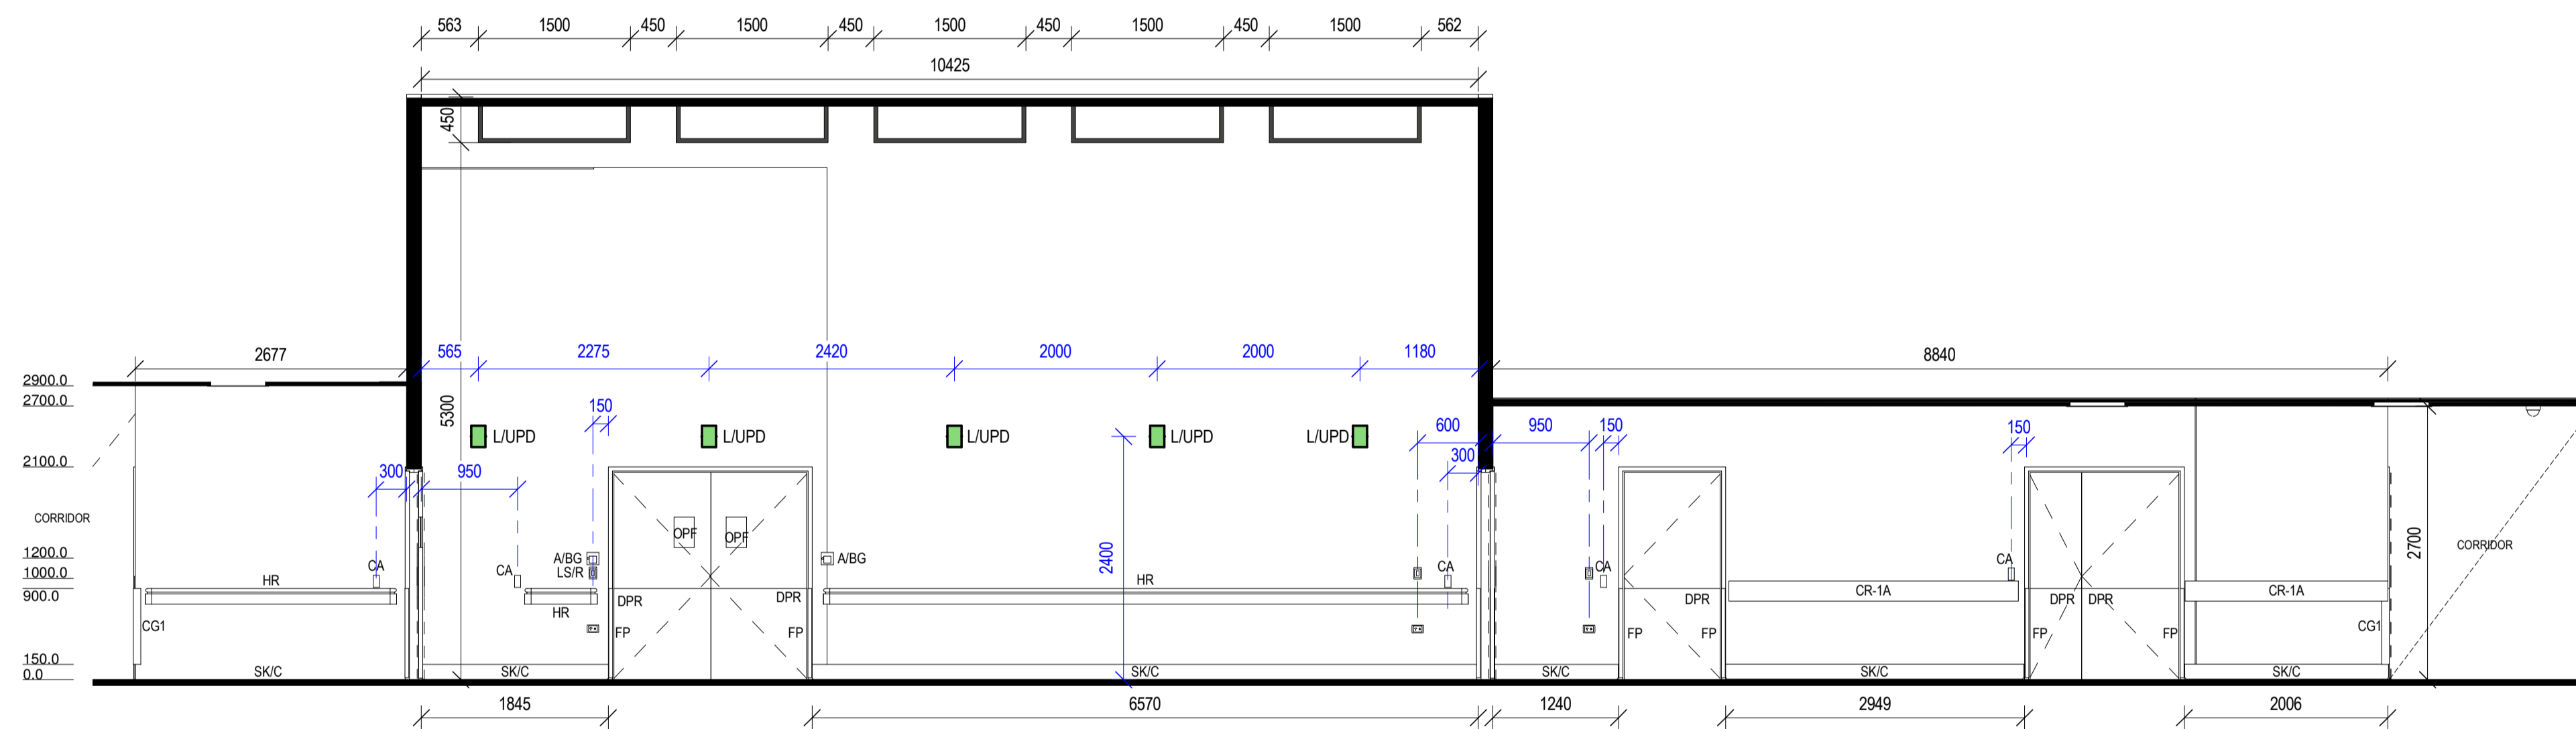 563 1500 450 1500 450 1500 450 1500 450 1500 562
10425
450
2677 565 2275 2420 2000 2000 1180 8840
2900.0
2700.0
5300 150
L/UPD L/UPD L/UPD L/UPD L/UPD 600 950 150 150
2100.0 300 950 300
CORRIDOR OPF OPF 2400 2700 CORRIDOR
1200.0 A/BG A/BG
1000.0 CA CA LS/R CA CA CA
HR HR
900.0 CR-1A CR-1A
HR DPR DPR DPR DPR DPR
CG1 FP FP FP FP FP FP CG1
150.0
0.0 SK/C SK/C SK/C SK/C SK/C SK/C
1845 6570 1240 2949 2006